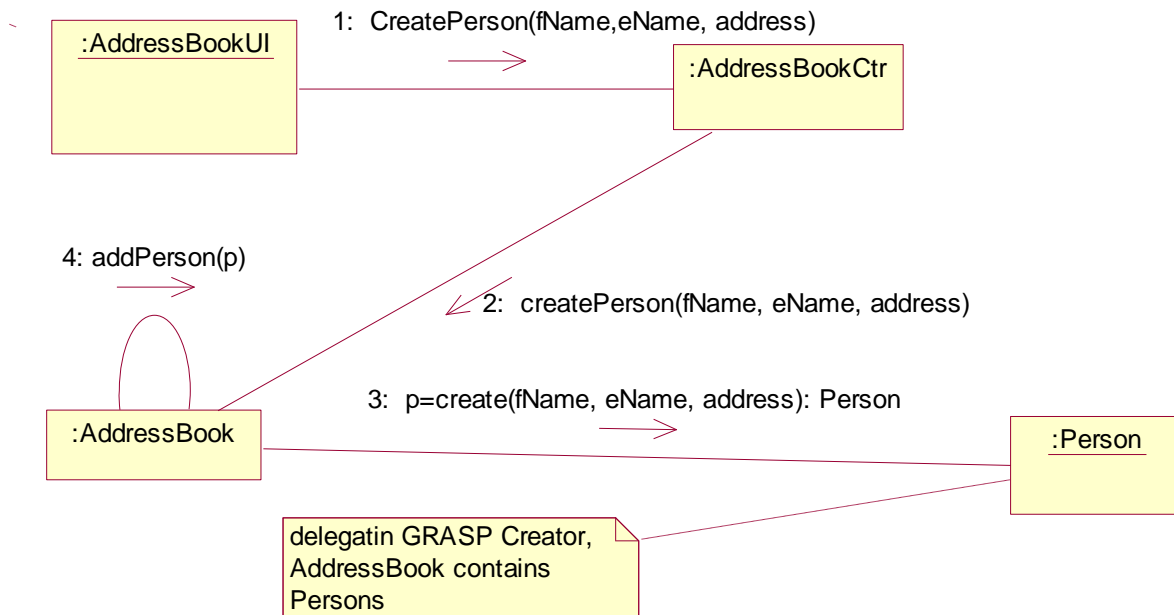 1: CreatePerson(fName,eName, address)
:AddressBookUI
:AddressBookCtr
4: addPerson(p)
2: createPerson(fName, eName, address)
3: p=create(fName, eName, address): Person
:AddressBook
:Person
delegatin GRASP Creator,
AddressBook contains
Persons